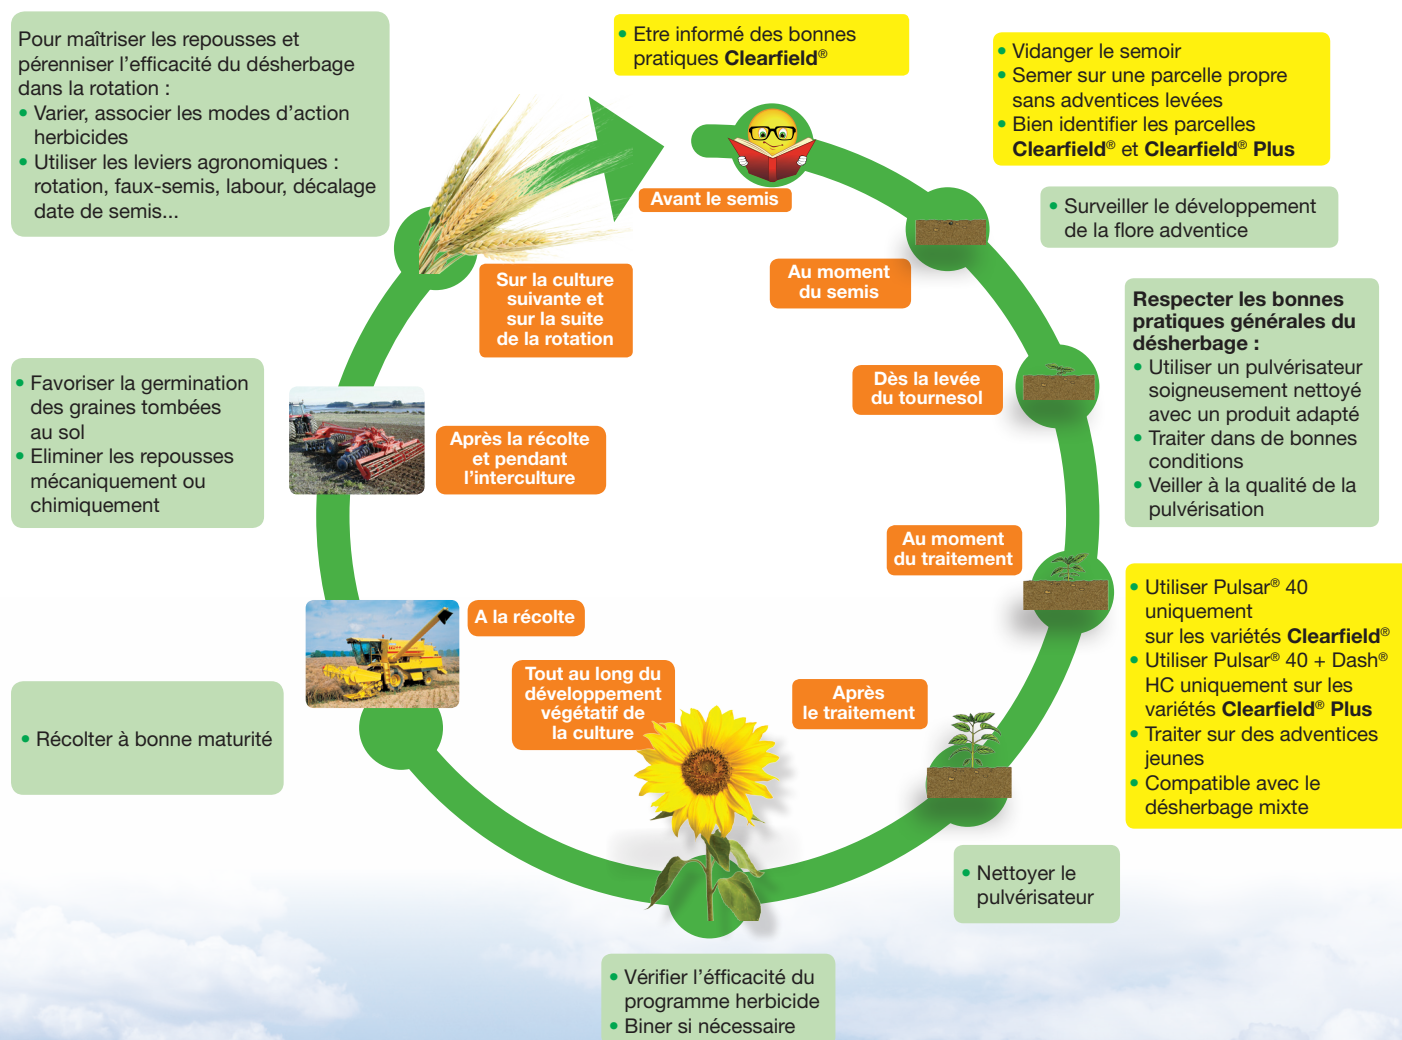 Pour maîtriser les repousses et
pérenniser l’efficacité du désherbage
dans la rotation :
• Varier, associer les modes d’action
herbicides
• Utiliser les leviers agronomiques :
rotation, faux-semis, labour, décalage
date de semis...
• Etre informé des bonnes
pratiques Clearfield®
• Vidanger le semoir
• Semer sur une parcelle propre
sans adventices levées
• Bien identifier les parcelles
Clearfield® et Clearfield® Plus
Avant le semis
• Surveiller le développement
de la flore adventice
Au moment
du semis
Sur la culture
suivante et
sur la suite
de la rotation
Respecter les bonnes
pratiques générales du
désherbage :
• Utiliser un pulvérisateur
soigneusement nettoyé
avec un produit adapté
• Traiter dans de bonnes
conditions
• Veiller à la qualité de la
pulvérisation
Dès la levée
du tournesol
• Favoriser la germination
des graines tombées
au sol
• Eliminer les repousses
mécaniquement ou
chimiquement
Après la récolte
et pendant
l’interculture
Au moment
du traitement
• Utiliser Pulsar® 40
uniquement
sur les variétés Clearfield®
• Utiliser Pulsar® 40 + Dash®
HC uniquement sur les
variétés Clearfield® Plus
• Traiter sur des adventices
jeunes
• Compatible avec le
désherbage mixte
A la récolte
Tout au long du
développement
végétatif de
la culture
Après
le traitement
• Récolter à bonne maturité
• Nettoyer le
pulvérisateur
• Vérifier l’éfficacité du
programme herbicide
• Biner si nécessaire